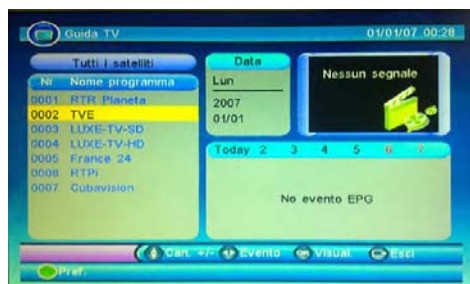 Guida TV 01/01/07 00:28
Tutti i satelliti
Nr Nome programma
0001 RTR Planeta
0002 TVE
0003 LUXE-TV-SD
0004 LUXE-TV-HD
0005 France 24
0006 RTPi
0007 Cubavision
Data
Lun
2007
01/01
Nessun segnale
Today 2 3 4 5 6 7
No evento EPG
Can. +/- Evento OK Visual. Esci
Pref.